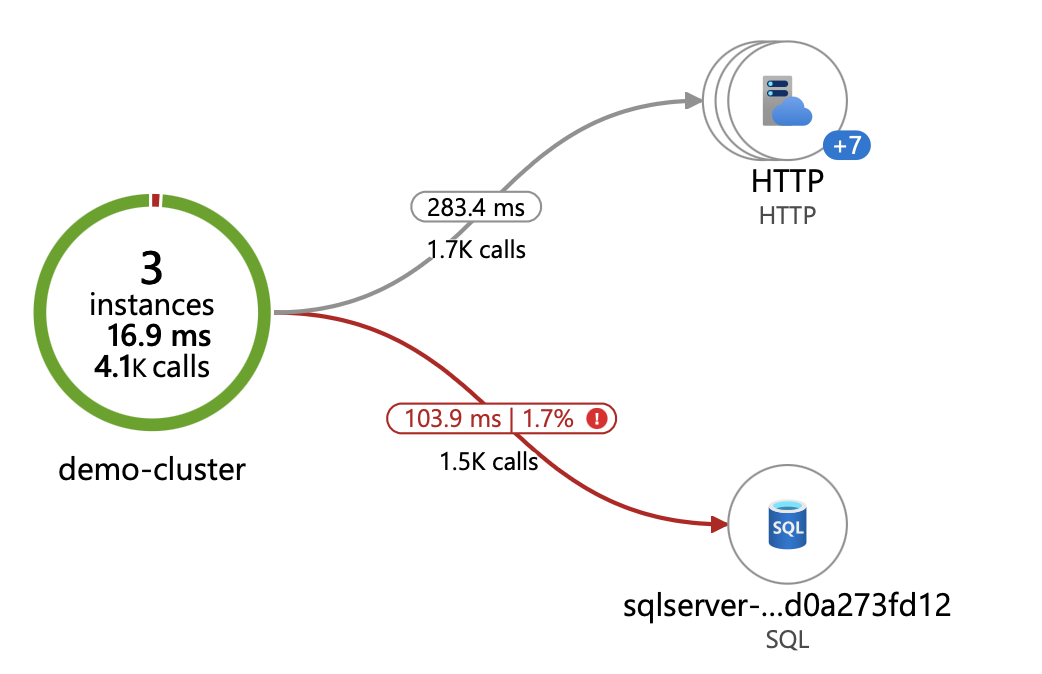 3
instances
16.9 ms
4.1K calls
demo-cluster
283.4 ms
1.7K calls
+7
HTTP
HTTP
103.9 ms | 1.7% !
1.5K calls
SQL
sqlserver-...d0a273fd12
SQL